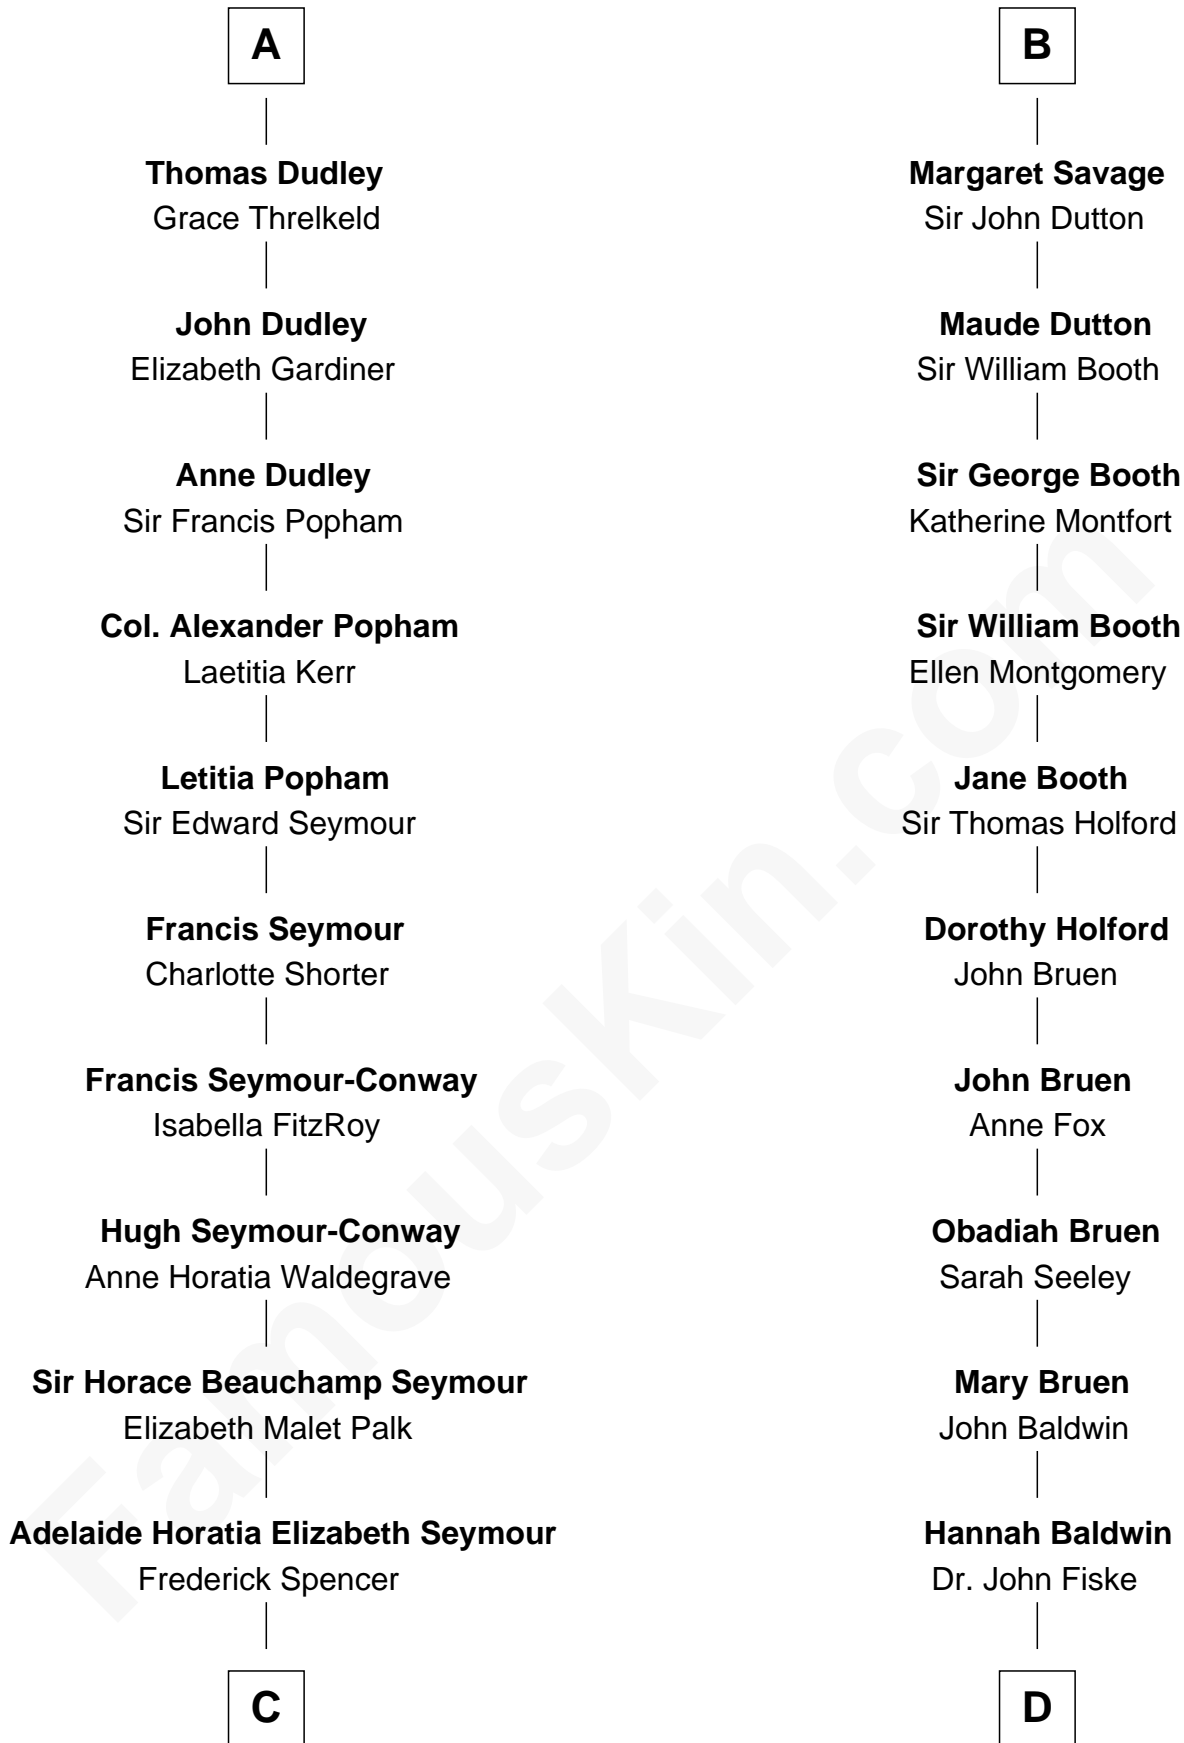 A
Thomas Dudley
Grace Threlkeld
John Dudley
Elizabeth Gardiner
Anne Dudley
Sir Francis Popham
Col. Alexander Popham
Laetitia Kerr
Letitia Popham
Sir Edward Seymour
Francis Seymour
Charlotte Shorter
Francis Seymour-Conway
Isabella FitzRoy
Hugh Seymour-Conway
Anne Horatia Waldegrave
Sir Horace Beauchamp Seymour
Elizabeth Malet Palk
Adelaide Horatia Elizabeth Seymour
Frederick Spencer
C
B
Margaret Savage
Sir John Dutton
Maude Dutton
Sir William Booth
Sir George Booth
Katherine Montfort
Sir William Booth
Ellen Montgomery
Jane Booth
Sir Thomas Holford
Dorothy Holford
John Bruen
John Bruen
Anne Fox
Obadiah Bruen
Sarah Seeley
Mary Bruen
John Baldwin
Hannah Baldwin
Dr. John Fiske
D
FamousKin.com